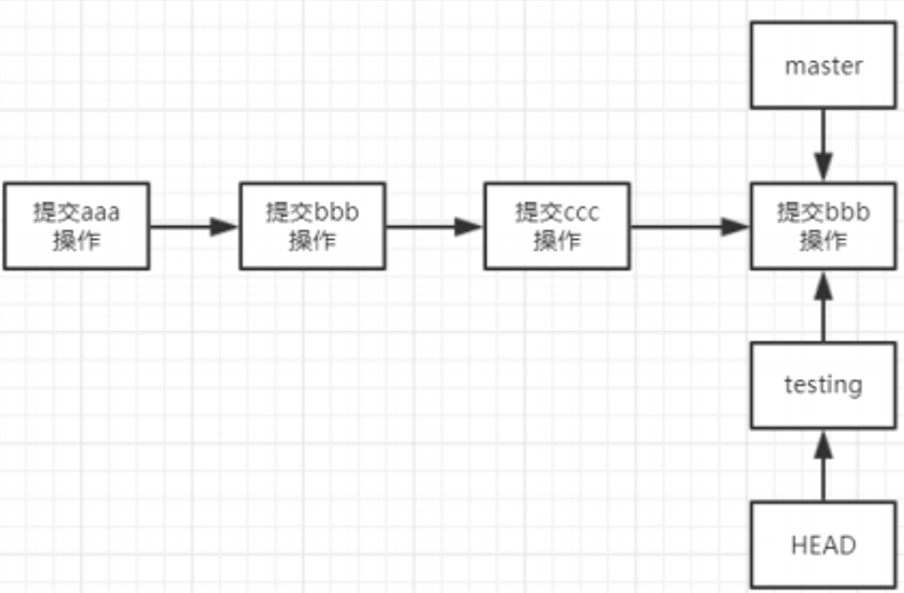 master
提交aaa
操作
提交bbb
操作
提交ccc
操作
提交bbb
操作
testing
HEAD